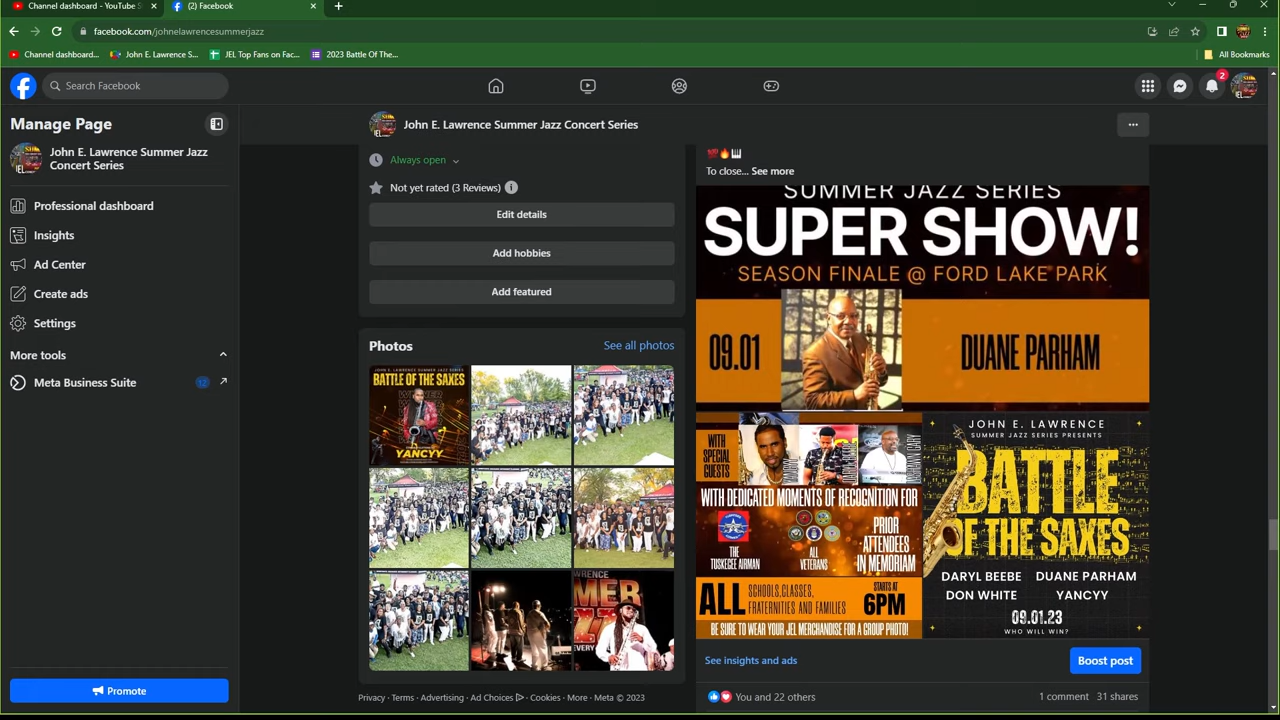 Channel dashboard - YouTube S
(2) Facebook
facebook.com/johnelawrencesummerjazz
Channel dashboard...
John E. Lawrence S...
JEL Top Fans on Fac...
2023 Battle Of The...
All Bookmarks
Search Facebook
2
Manage Page
John E. Lawrence Summer Jazz
Concert Series
Professional dashboard
Insights
Ad Center
Create ads
Settings
More tools
Meta Business Suite
12
Promote
John E. Lawrence Summer Jazz Concert Series
Always open
Not yet rated (3 Reviews)
Edit details
Add hobbies
Add featured
Photos
See all photos
JOHN E. LAWRENCE SUMMER JAZZ SERIES
BATTLE OF THE SAXES
YANCYY
Privacy · Terms · Advertising · Ad Choices · Cookies · More · Meta © 2023
To close... See more
SUMMER JAZZ SERIES
SUPER SHOW!
SEASON FINALE @ FORD LAKE PARK
09.01
DUANE PARHAM
WITH
SPECIAL
GUESTS
WITH DEDICATED MOMENTS OF RECOGNITION FOR
THE
TUSKEGEE AIRMAN
ALL
VETERANS
PRIOR
ATTENDEES
IN MEMORIAM
ALL
SCHOOLS,CLASSES,
FRATERNITIES AND FAMILIES
STARTS AT
6PM
BE SURE TO WEAR YOUR JEL MERCHANDISE FOR A GROUP PHOTO!
JOHN E. LAWRENCE
SUMMER JAZZ SERIES PRESENTS
BATTLE
OF THE SAXES
DARYL BEEBE
DUANE PARHAM
DON WHITE
YANCYY
09.01.23
WHO WILL WIN?
See insights and ads
Boost post
You and 22 others
1 comment
31 shares